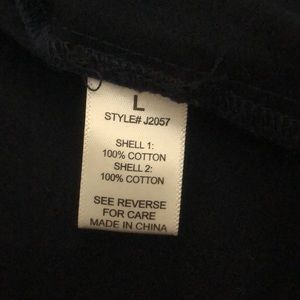 L
STYLE# J2057
SHELL 1:
100% COTTON
SHELL 2:
100% COTTON
SEE REVERSE
FOR CARE
MADE IN CHINA